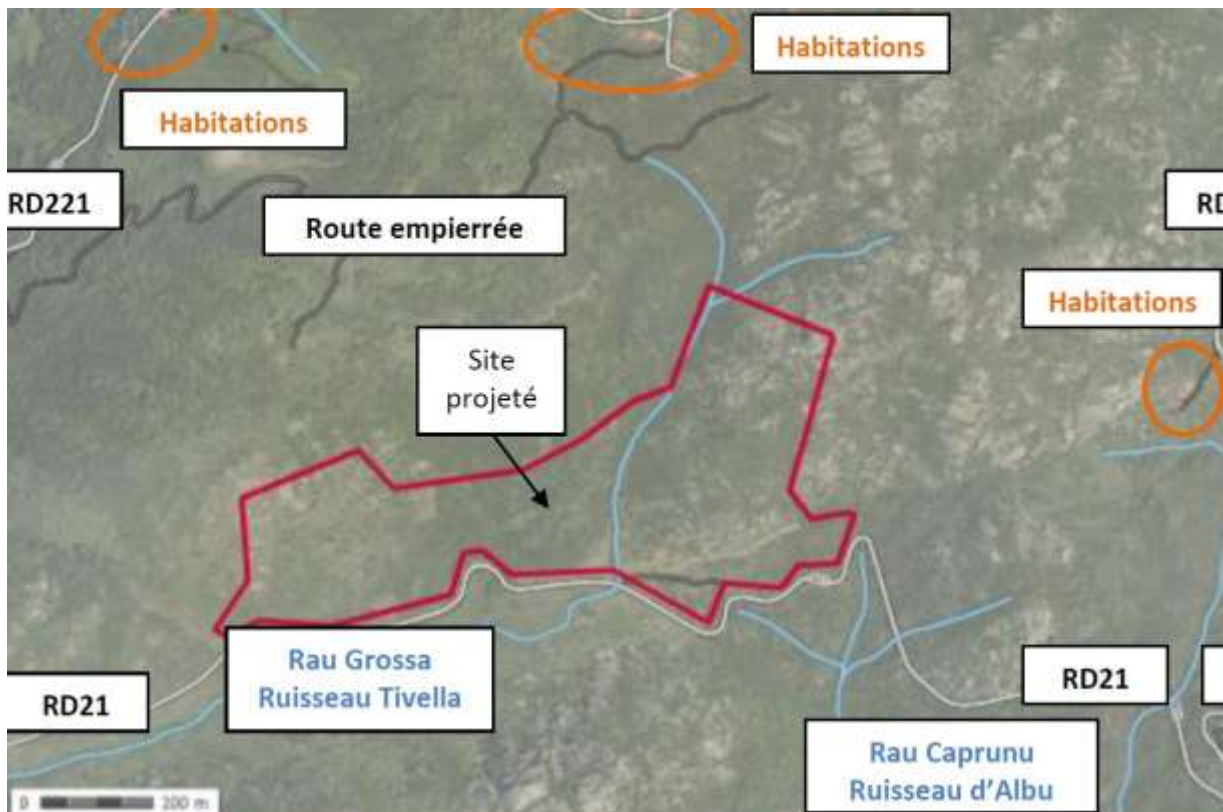 Habitations
Habitations
RD221
RD
Route empierrée
Habitations
Site
projeté
Rau Grossa
Ruisseau Tivella
RD21
RD21
Rau Caprunu
Ruisseau d'Albu
0 200 m